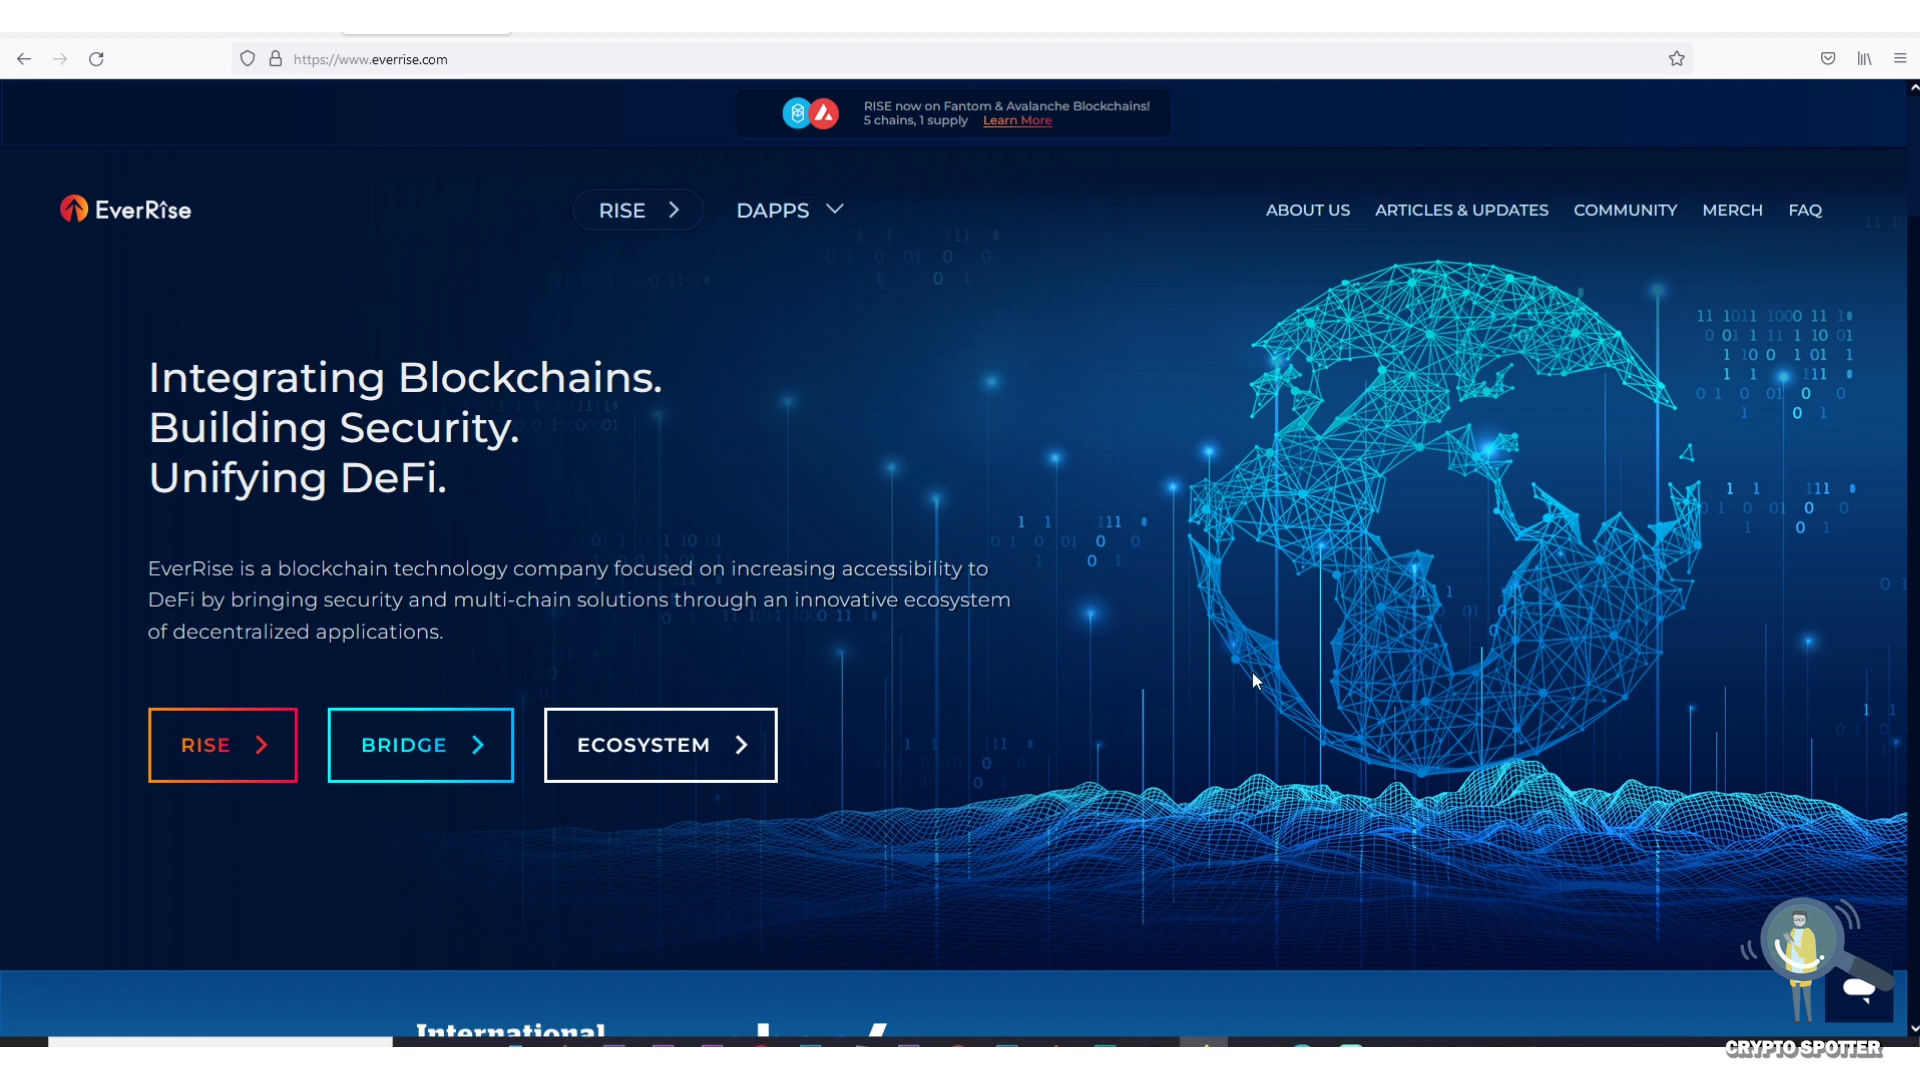 https://www.everrise.com
RISE now on Fantom & Avalanche Blockchains!
5 chains, 1 supply Learn More
EverRise
RISE
DAPPS
ABOUT US
ARTICLES & UPDATES
COMMUNITY
MERCH
FAQ
Integrating Blockchains.
Building Security.
Unifying DeFi.
EverRise is a blockchain technology company focused on increasing accessibility to
DeFi by bringing security and multi-chain solutions through an innovative ecosystem
of decentralized applications.
RISE
BRIDGE
ECOSYSTEM
International
CRYPTO SPOTTER